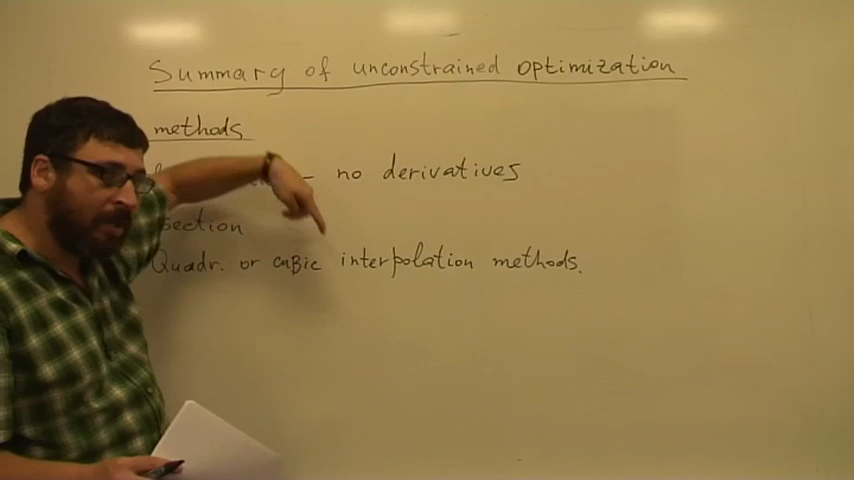 Summary of unconstrained optimization
methods
- no derivatives
Section
Quadr. or cubic interpolation methods.